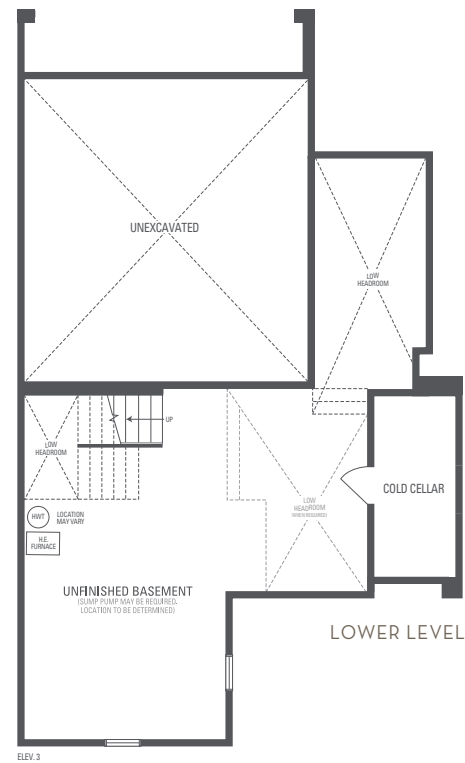 UNEXCAVATED
LOW
HEADROOM
UP
LOW
HEADROOM
COLD CELLAR
LOW
HEADROOM
(WHEN REQUIRED)
HWT
LOCATION
MAY VARY
H.E.
FURNACE
UNFINISHED BASEMENT
(SUMP PUMP MAY BE REQUIRED.
LOCATION TO BE DETERMINED)
LOWER LEVEL
ELEV. 3